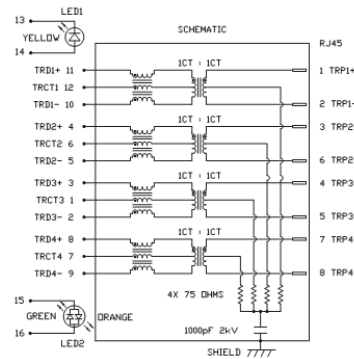 LED1
13
YELLOW
14
SCHEMATIC
RJ45
1CT : 1CT
TRD1+ 11
TRCT1 12
TRD1- 10
1 TRP1+
2 TRP1-
1CT : 1CT
TRD2+ 4
TRCT2 6
TRD2- 5
3 TRP2
6 TRP2
1CT : 1CT
TRD3+ 3
TRCT3 1
TRD3- 2
4 TRP3
5 TRP3
1CT : 1CT
TRD4+ 8
TRCT4 7
TRD4- 9
7 TRP4
8 TRP4
4X 75 OHMS
1000pF 2kV
SHIELD
15
GREEN
ORANGE
16
LED2